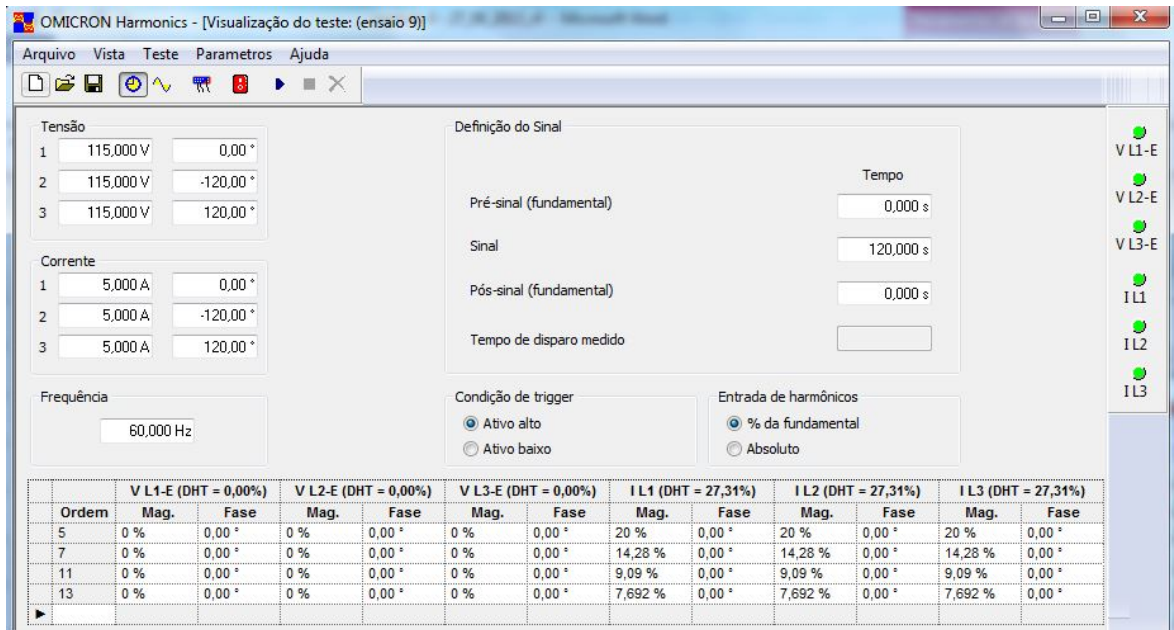 OMICRON Harmonics - [Visualização do teste: (ensaio 9)]
Arquivo Vista Teste Parametros Ajuda
Tensão
1 115,000 V 0,00 °
2 115,000 V -120,00 °
3 115,000 V 120,00 °
Corrente
1 5,000 A 0,00 °
2 5,000 A -120,00 °
3 5,000 A 120,00 °
Frequência
60,000 Hz
Definição do Sinal
Tempo
Pré-sinal (fundamental) 0,000 s
Sinal 120,000 s
Pós-sinal (fundamental) 0,000 s
Tempo de disparo medido
Condição de trigger
Ativo alto
Ativo baixo
Entrada de harmônicos
% da fundamental
Absoluto
V L1-E
V L2-E
V L3-E
I L1
I L2
I L3
V L1-E (DHT = 0,00%) V L2-E (DHT = 0,00%) V L3-E (DHT = 0,00%) I L1 (DHT = 27,31%) I L2 (DHT = 27,31%) I L3 (DHT = 27,31%)
Ordem Mag. Fase Mag. Fase Mag. Fase Mag. Fase Mag. Fase Mag. Fase
5 0 % 0,00 ° 0 % 0,00 ° 0 % 0,00 ° 20 % 0,00 ° 20 % 0,00 ° 20 % 0,00 °
7 0 % 0,00 ° 0 % 0,00 ° 0 % 0,00 ° 14,28 % 0,00 ° 14,28 % 0,00 ° 14,28 % 0,00 °
11 0 % 0,00 ° 0 % 0,00 ° 0 % 0,00 ° 9,09 % 0,00 ° 9,09 % 0,00 ° 9,09 % 0,00 °
13 0 % 0,00 ° 0 % 0,00 ° 0 % 0,00 ° 7,692 % 0,00 ° 7,692 % 0,00 ° 7,692 % 0,00 °